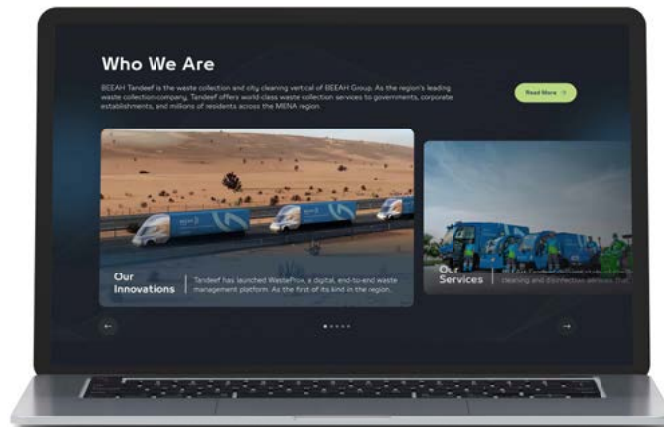 Who We Are
BEEAH Tandeef is the waste collection and city cleaning vertical of BEEAH Group. As the region's leading
waste collection company, Tandeef offers world-class waste collection services to governments, corporate
establishments, and millions of residents across the MENA region.
Read More →
Our
Innovations
Tandeef has launched WastePro+, a digital, end-to-end waste
management platform. As the first of its kind in the region,
Our
Services
cleaning and disinfection services that